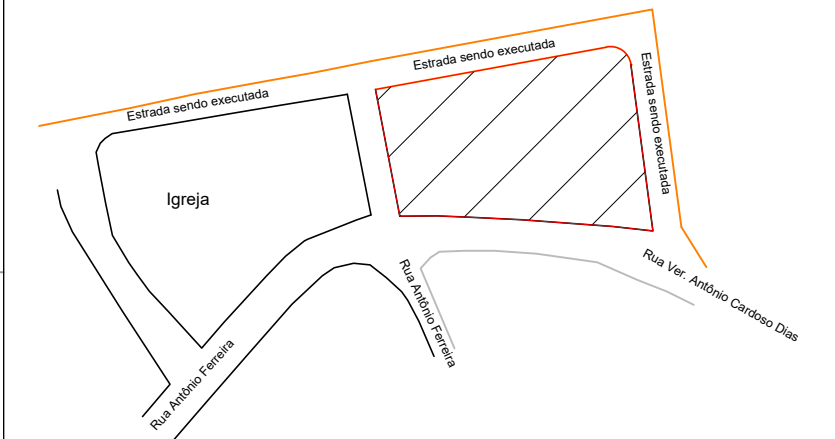 Estrada sendo executada
Estrada sendo executada
Estrada sendo executada
Igreja
Rua Ver. Antônio Cardoso Dias
Rua Antônio Ferreira
Rua Antônio Ferreira